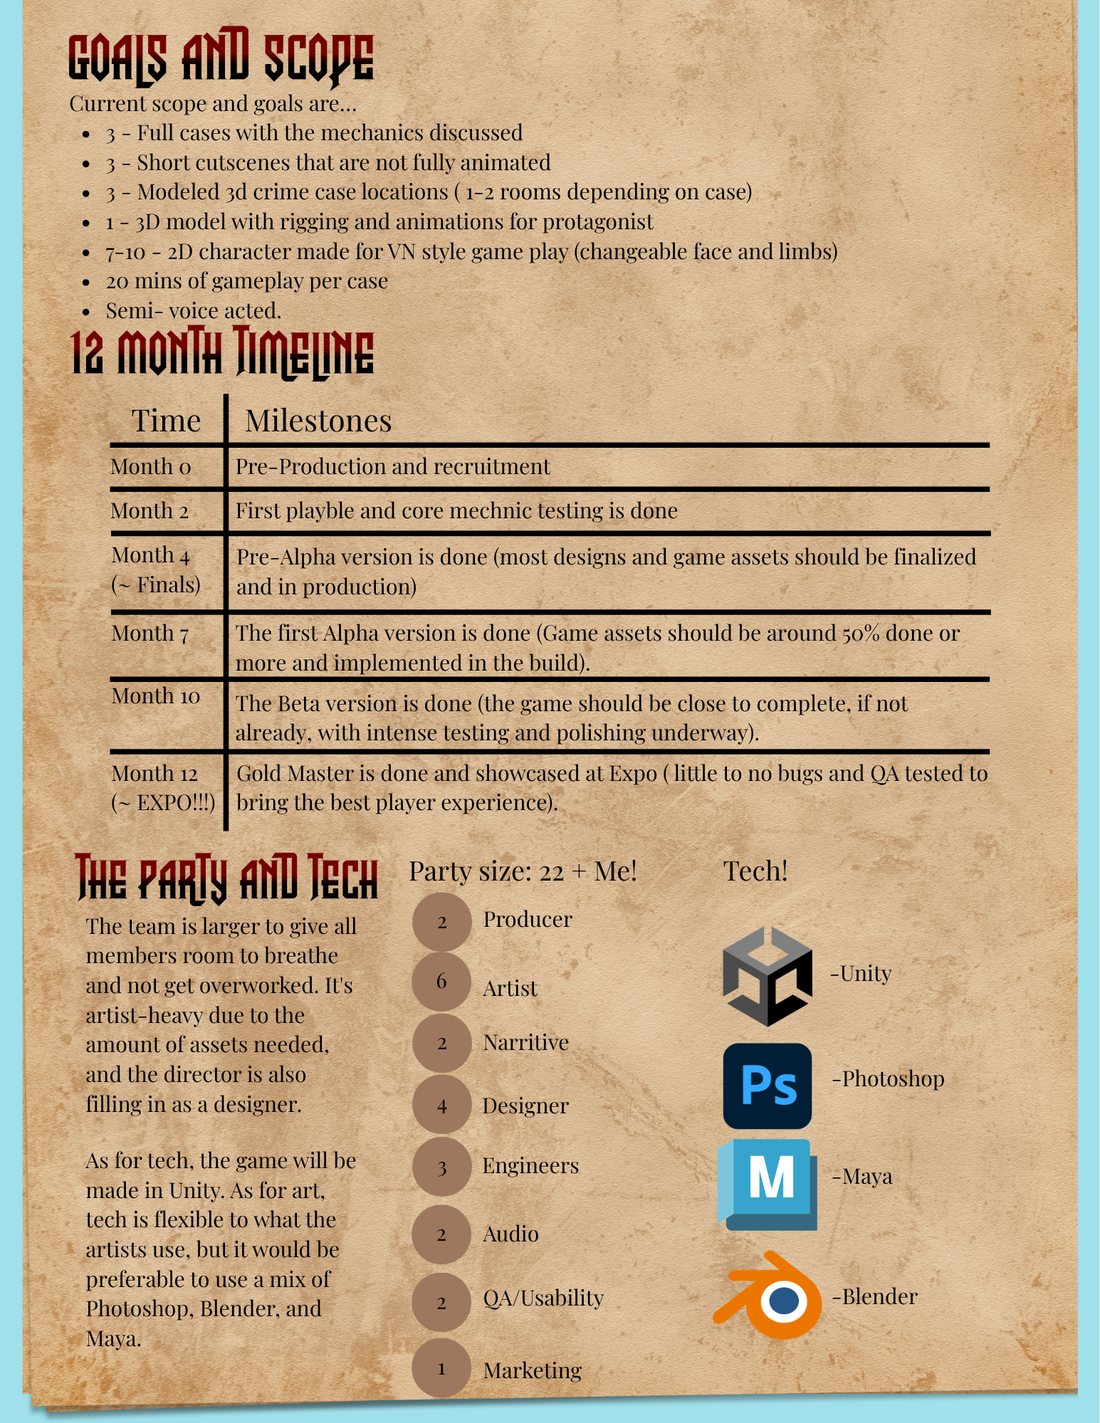 GOALS AND SCOPE
Current scope and goals are...
• 3 - Full cases with the mechanics discussed
• 3 - Short cutscenes that are not fully animated
• 3 - Modeled 3d crime case locations ( 1-2 rooms depending on case)
• 1 - 3D model with rigging and animations for protagonist
• 7-10 - 2D character made for VN style game play (changeable face and limbs)
• 20 mins of gameplay per case
• Semi- voice acted.
12 MONTH TIMELINE
Time Milestones
Month 0 Pre-Production and recruitment
Month 2 First playble and core mechnic testing is done
Month 4 Pre-Alpha version is done (most designs and game assets should be finalized
(~ Finals) and in production)
Month 7 The first Alpha version is done (Game assets should be around 50% done or
more and implemented in the build).
Month 10 The Beta version is done (the game should be close to complete, if not
already, with intense testing and polishing underway).
Month 12 Gold Master is done and showcased at Expo ( little to no bugs and QA tested to
(~ EXPO!!!) bring the best player experience).
THE PARTY AND TECH
The team is larger to give all
members room to breathe
and not get overworked. It's
artist-heavy due to the
amount of assets needed,
and the director is also
filling in as a designer.
As for tech, the game will be
made in Unity. As for art,
tech is flexible to what the
artists use, but it would be
preferable to use a mix of
Photoshop, Blender, and
Maya.
Party size: 22 + Me!
2 Producer
6 Artist
2 Narritive
4 Designer
3 Engineers
2 Audio
2 QA/Usability
1 Marketing
Tech!
-Unity
Ps -Photoshop
M -Maya
-Blender